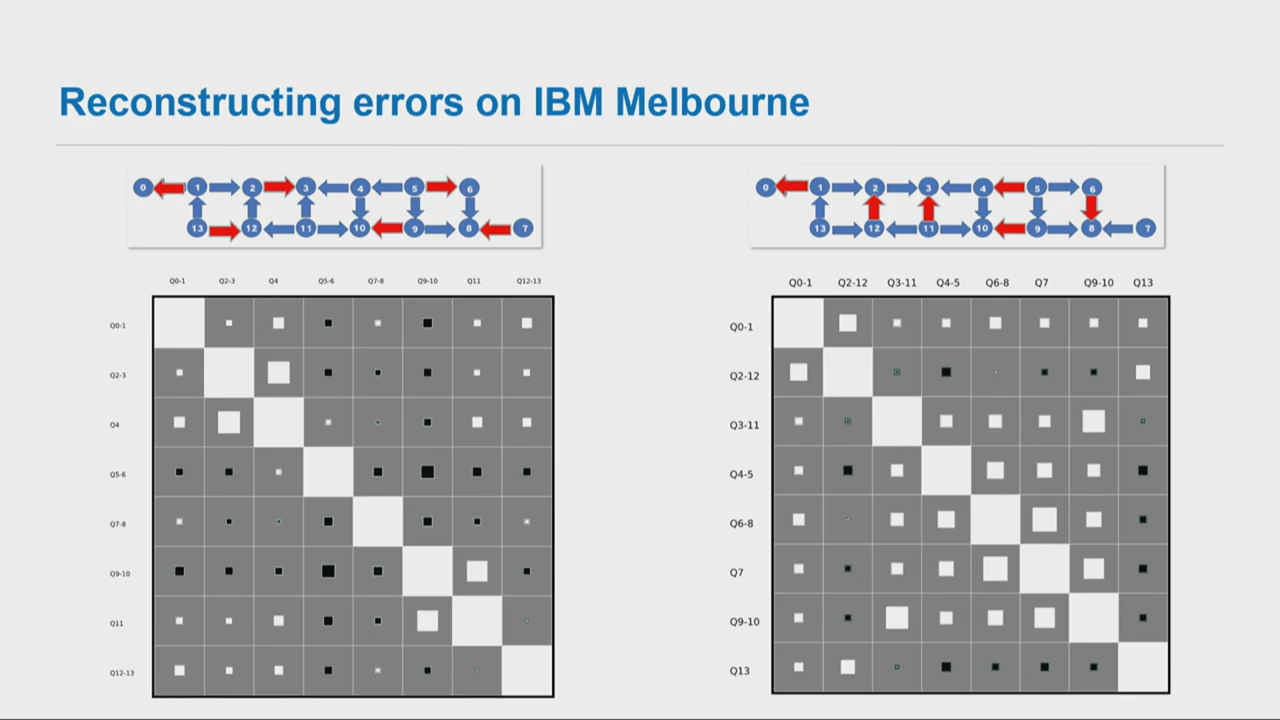 Reconstructing errors on IBM Melbourne
0 1 2 3 4 5 6
13 12 11 10 9 8 7
0 1 2 3 4 5 6
13 12 11 10 9 8 7
Q0-1 Q2-3 Q4 Q5-6 Q7-8 Q9-10 Q11 Q12-13
Q0-1
Q2-3
Q4
Q5-6
Q7-8
Q9-10
Q11
Q12-13
Q0-1 Q2-12 Q3-11 Q4-5 Q6-8 Q7 Q9-10 Q13
Q0-1
Q2-12
Q3-11
Q4-5
Q6-8
Q7
Q9-10
Q13